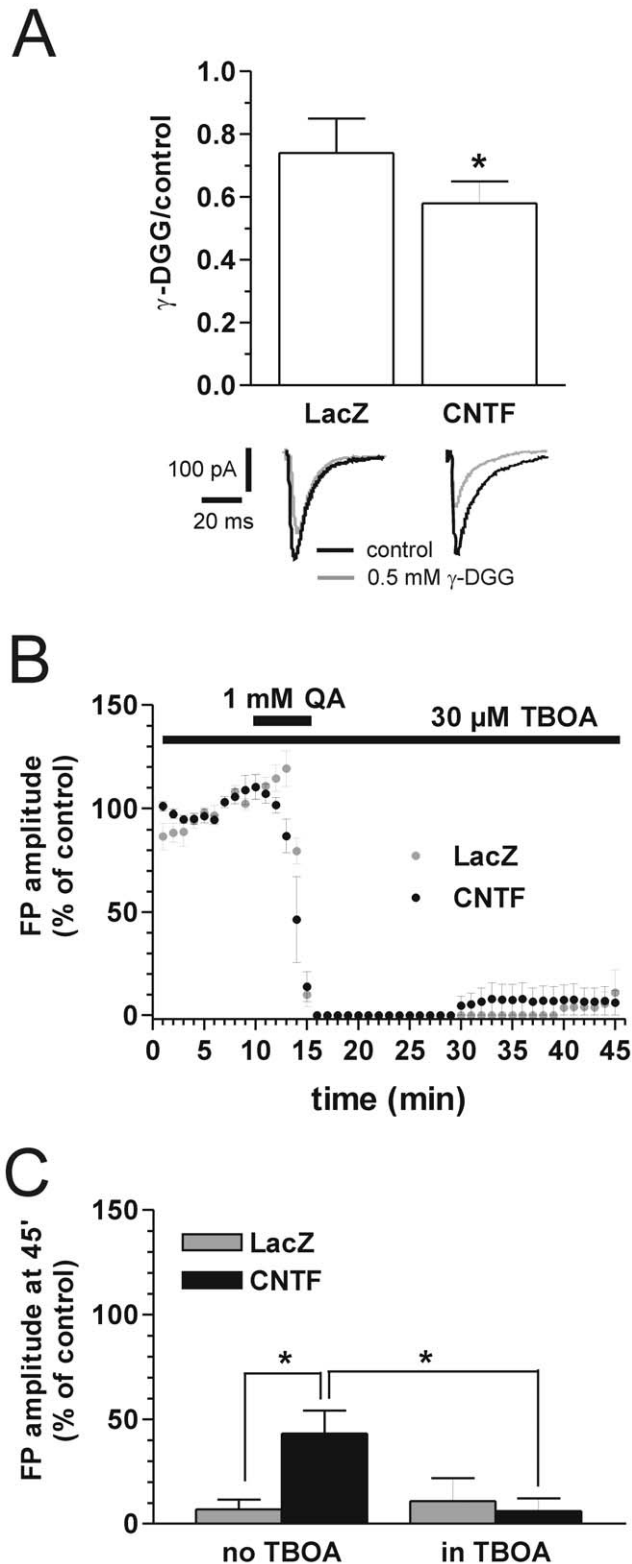 A
γ-DGG/control
1.0
0.8
0.6
0.4
0.2
0.0
*
LacZ CNTF
100 pA
20 ms
control
0.5 mM γ-DGG
B
FP amplitude
(% of control)
150
100
50
0
1 mM QA
30 µM TBOA
LacZ
CNTF
0 5 10 15 20 25 30 35 40 45
time (min)
C
FP amplitude at 45'
(% of control)
150
100
50
0
LacZ
CNTF
* *
no TBOA in TBOA